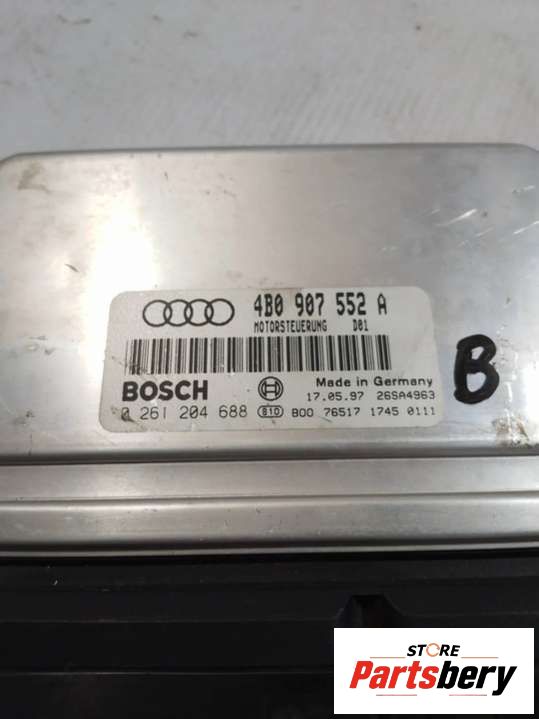 4B0 907 552 A
MOTORSTEUERUNG D01
BOSCH
Made in Germany
17.05.97 26SA4963
0 261 204 688 S10 B00 76517 1745 0111
B
STORE
Partsbery